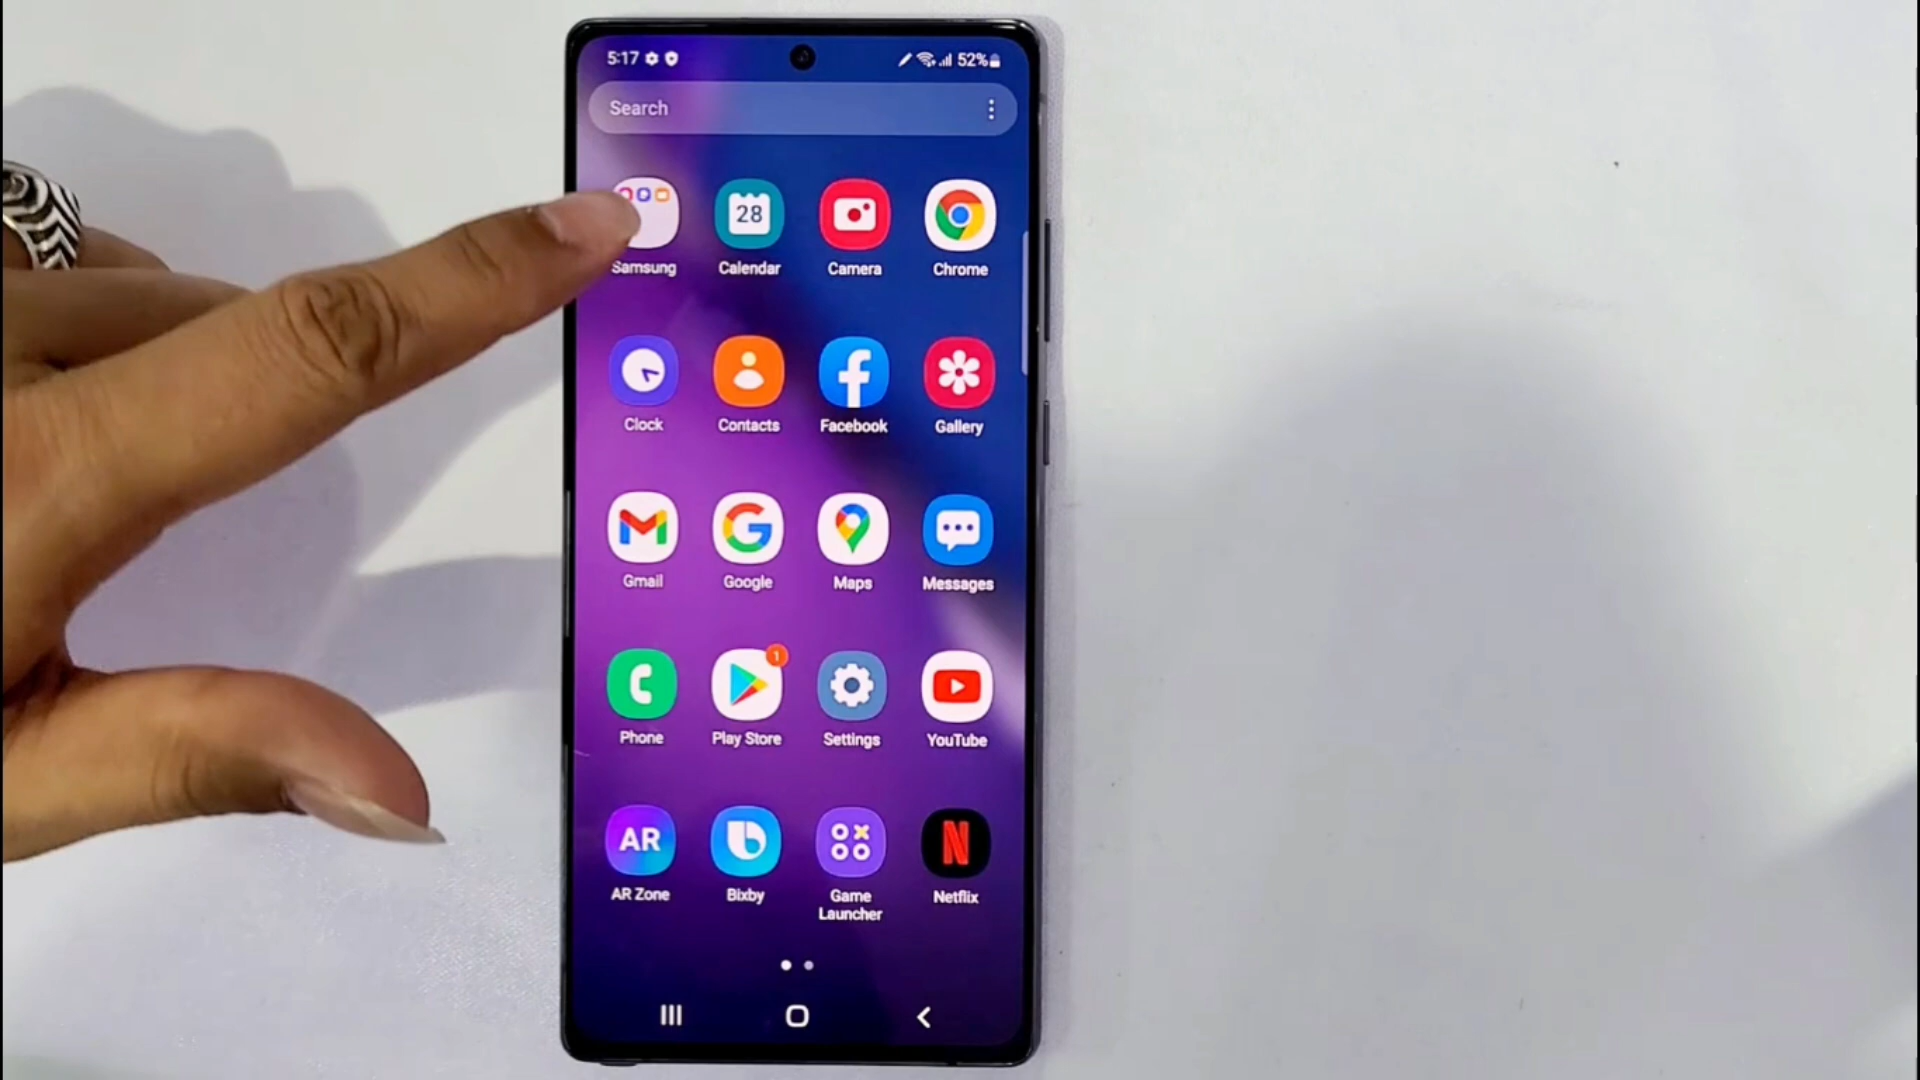 5:17 52%
Search
Samsung Calendar Camera Chrome
28
Clock Contacts Facebook Gallery
Gmail Google Maps Messages
1
Phone Play Store Settings YouTube
AR
AR Zone Bixby Game Launcher Netflix